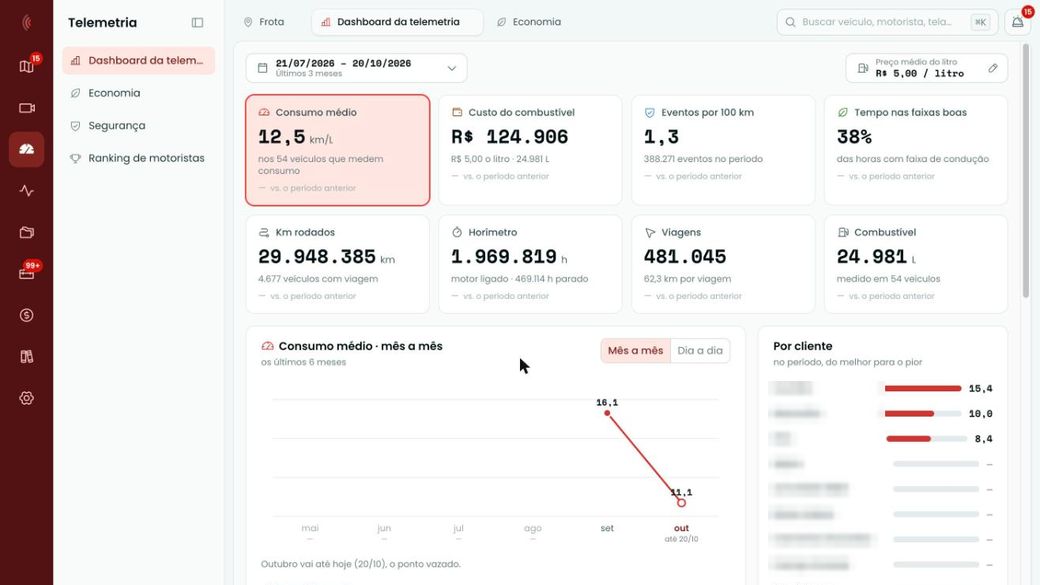 Telemetria
Frota
Dashboard da telemetria
Economia
Buscar veículo, motorista, tela...
⌘K
15
15
99+
Dashboard da telem...
Economia
Segurança
Ranking de motoristas
21/07/2026 – 20/10/2026
Últimos 3 meses
Preço médio do litro
R$ 5,00 / litro
Consumo médio
12,5 km/L
nos 54 veículos que medem
consumo
— vs. o período anterior
Custo do combustível
R$ 124.906
R$ 5,00 o litro · 24.981 L
— vs. o período anterior
Eventos por 100 km
1,3
388.271 eventos no período
— vs. o período anterior
Tempo nas faixas boas
38%
das horas com faixa de condução
— vs. o período anterior
Km rodados
29.948.385 km
4.677 veículos com viagem
— vs. o período anterior
Horímetro
1.969.819 h
motor ligado · 469.114 h parado
— vs. o período anterior
Viagens
481.045
62,3 km por viagem
— vs. o período anterior
Combustível
24.981 L
medido em 54 veículos
— vs. o período anterior
Consumo médio · mês a mês
os últimos 6 meses
Mês a mês
Dia a dia
16,1
11,1
mai
—
jun
—
jul
—
ago
—
set
out
até 20/10
Outubro vai até hoje (20/10), o ponto vazado.
Por cliente
no período, do melhor para o pior
15,4
10,0
8,4
—
—
—
—
—